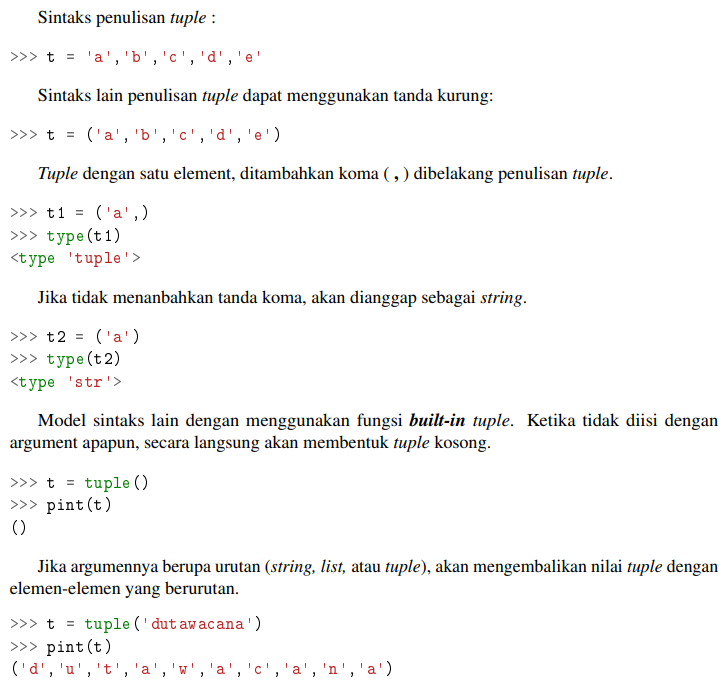 Sintaks penulisan tuple :
>>> t = 'a','b','c','d','e'
Sintaks lain penulisan tuple dapat menggunakan tanda kurung:
>>> t = ('a','b','c','d','e')
Tuple dengan satu element, ditambahkan koma ( , ) dibelakang penulisan tuple.
>>> t1 = ('a',)
>>> type(t1)
<type 'tuple'>
Jika tidak menanbahkan tanda koma, akan dianggap sebagai string.
>>> t2 = ('a')
>>> type(t2)
<type 'str'>
Model sintaks lain dengan menggunakan fungsi built-in tuple. Ketika tidak diisi dengan
argument apapun, secara langsung akan membentuk tuple kosong.
>>> t = tuple()
>>> pint(t)
()
Jika argumennya berupa urutan (string, list, atau tuple), akan mengembalikan nilai tuple dengan
elemen-elemen yang berurutan.
>>> t = tuple('dutawacana')
>>> pint(t)
('d','u','t','a','w','a','c','a','n','a')